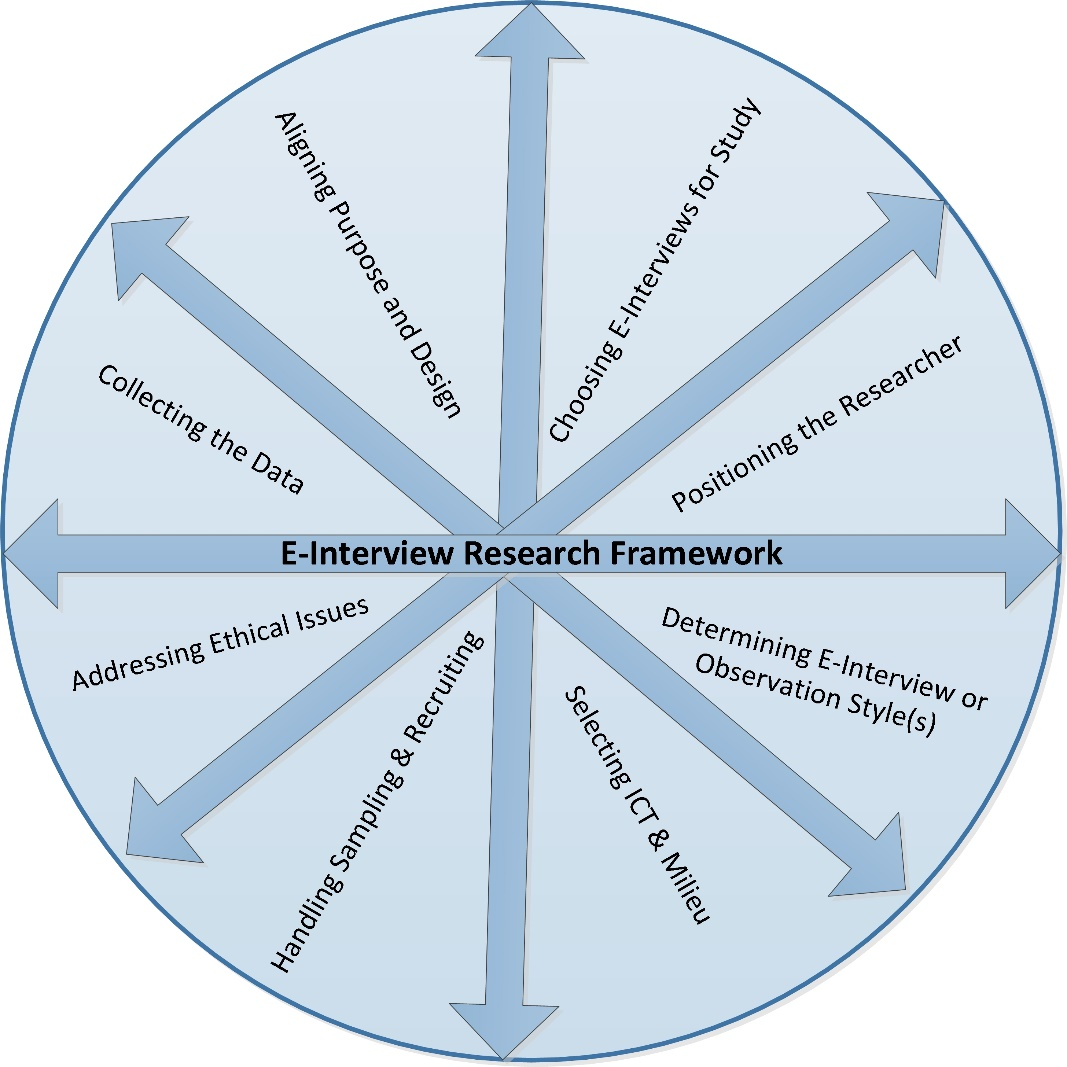 Aligning Purpose and Design
Choosing E-Interviews for Study
Collecting the Data
Positioning the Researcher
E-Interview Research Framework
Addressing Ethical Issues
Determining E-Interview or
Observation Style(s)
Handling Sampling & Recruiting
Selecting ICT & Milieu